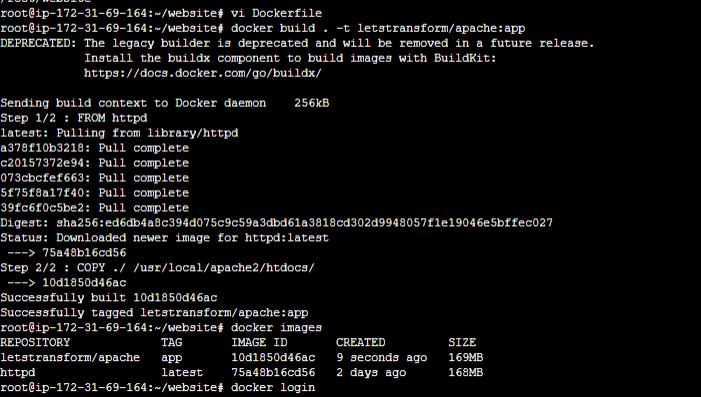 root@ip-172-31-69-164:~/website# vi Dockerfile
root@ip-172-31-69-164:~/website# docker build . -t letstransform/apache:app
DEPRECATED: The legacy builder is deprecated and will be removed in a future release.
            Install the buildx component to build images with BuildKit:
            https://docs.docker.com/go/buildx/

Sending build context to Docker daemon    256kB
Step 1/2 : FROM httpd
latest: Pulling from library/httpd
a378f10b3218: Pull complete
c20157372e94: Pull complete
073cbcfef663: Pull complete
5f75f8a17f40: Pull complete
39fc6f0c5be2: Pull complete
Digest: sha256:ed6db4a8c394d075c9c59a3dbd61a3818cd302d9948057f1e19046e5bffec027
Status: Downloaded newer image for httpd:latest
 ---> 75a48b16cd56
Step 2/2 : COPY ./ /usr/local/apache2/htdocs/
 ---> 10d1850d46ac
Successfully built 10d1850d46ac
Successfully tagged letstransform/apache:app
root@ip-172-31-69-164:~/website# docker images
REPOSITORY             TAG       IMAGE ID       CREATED         SIZE
letstransform/apache   app       10d1850d46ac   9 seconds ago   169MB
httpd                  latest    75a48b16cd56   2 days ago      168MB
root@ip-172-31-69-164:~/website# docker login